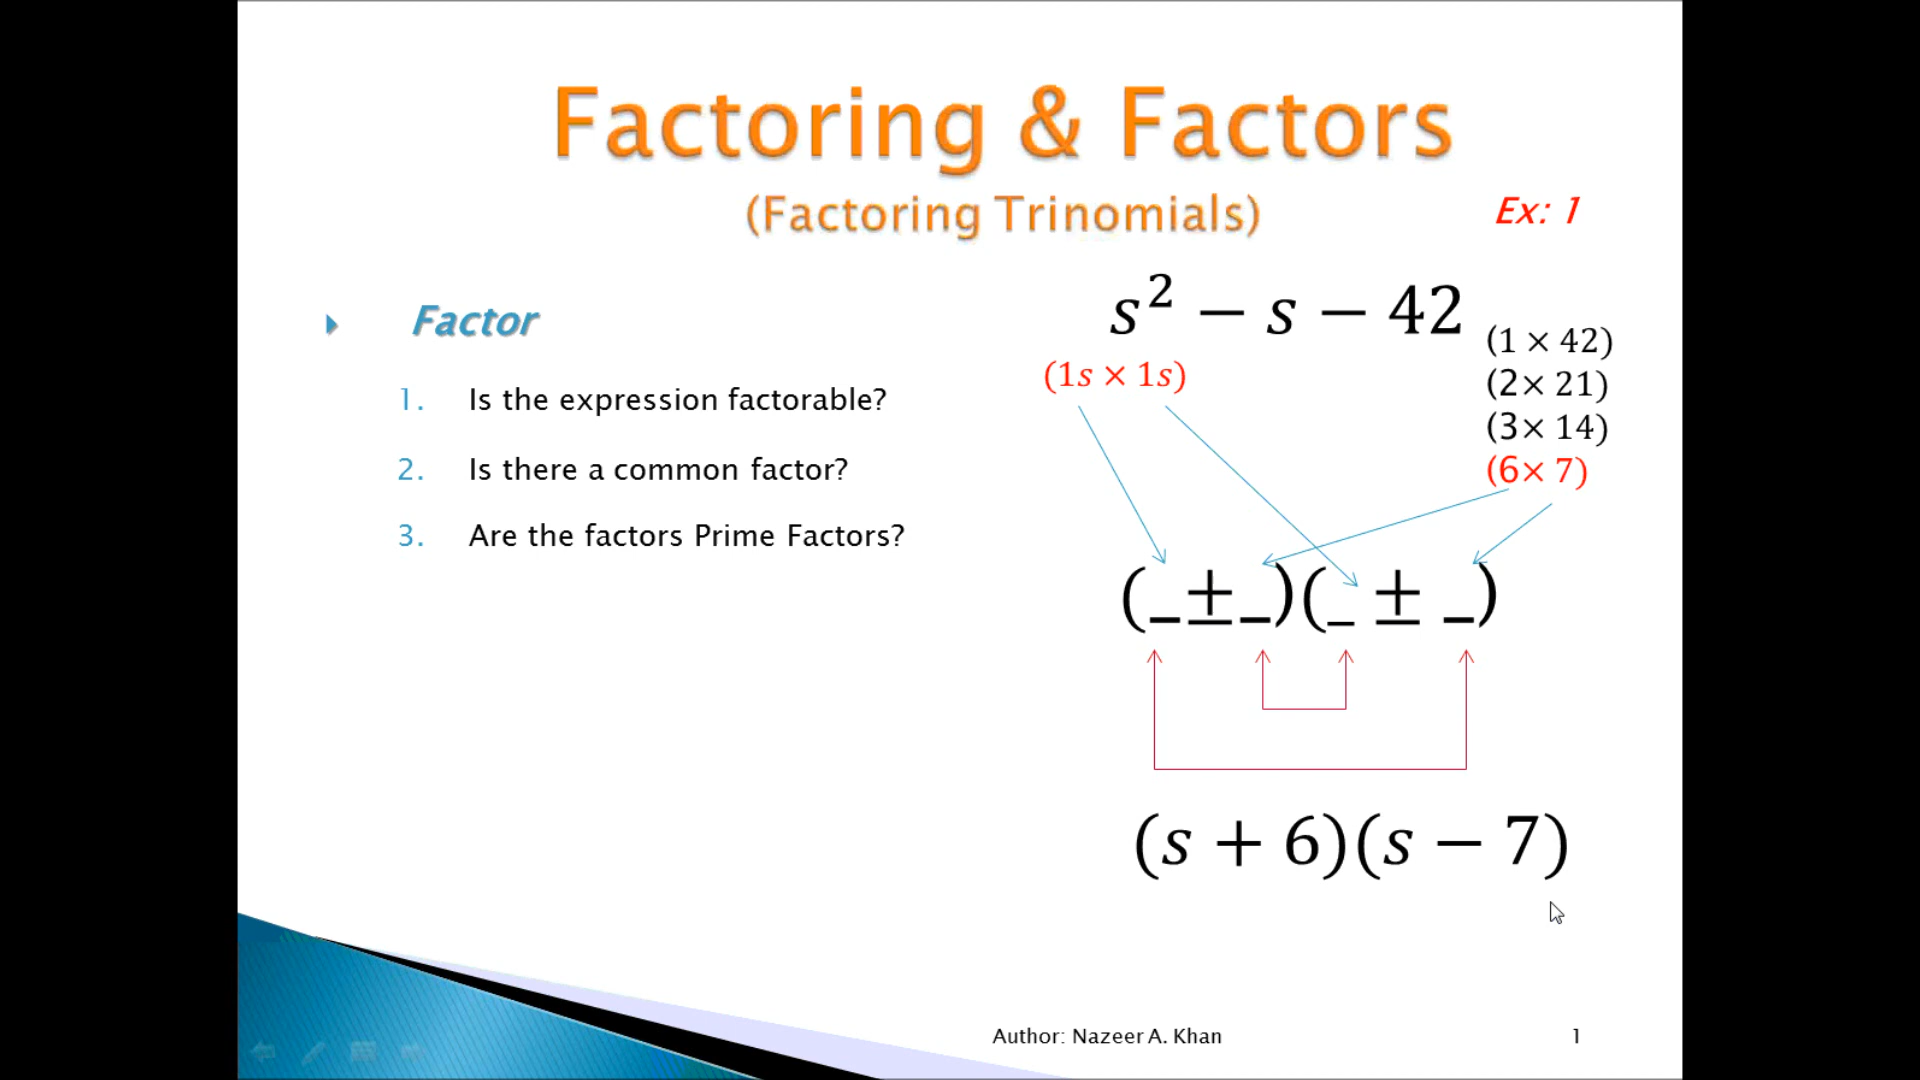 Factoring & Factors
(Factoring Trinomials)
Ex: 1
Factor
1. Is the expression factorable?
2. Is there a common factor?
3. Are the factors Prime Factors?
s² − s − 42
(1s × 1s)
(1 × 42)
(2× 21)
(3× 14)
(6× 7)
(_±_)(_ ± _)
(s + 6)(s − 7)
Author: Nazeer A. Khan
1